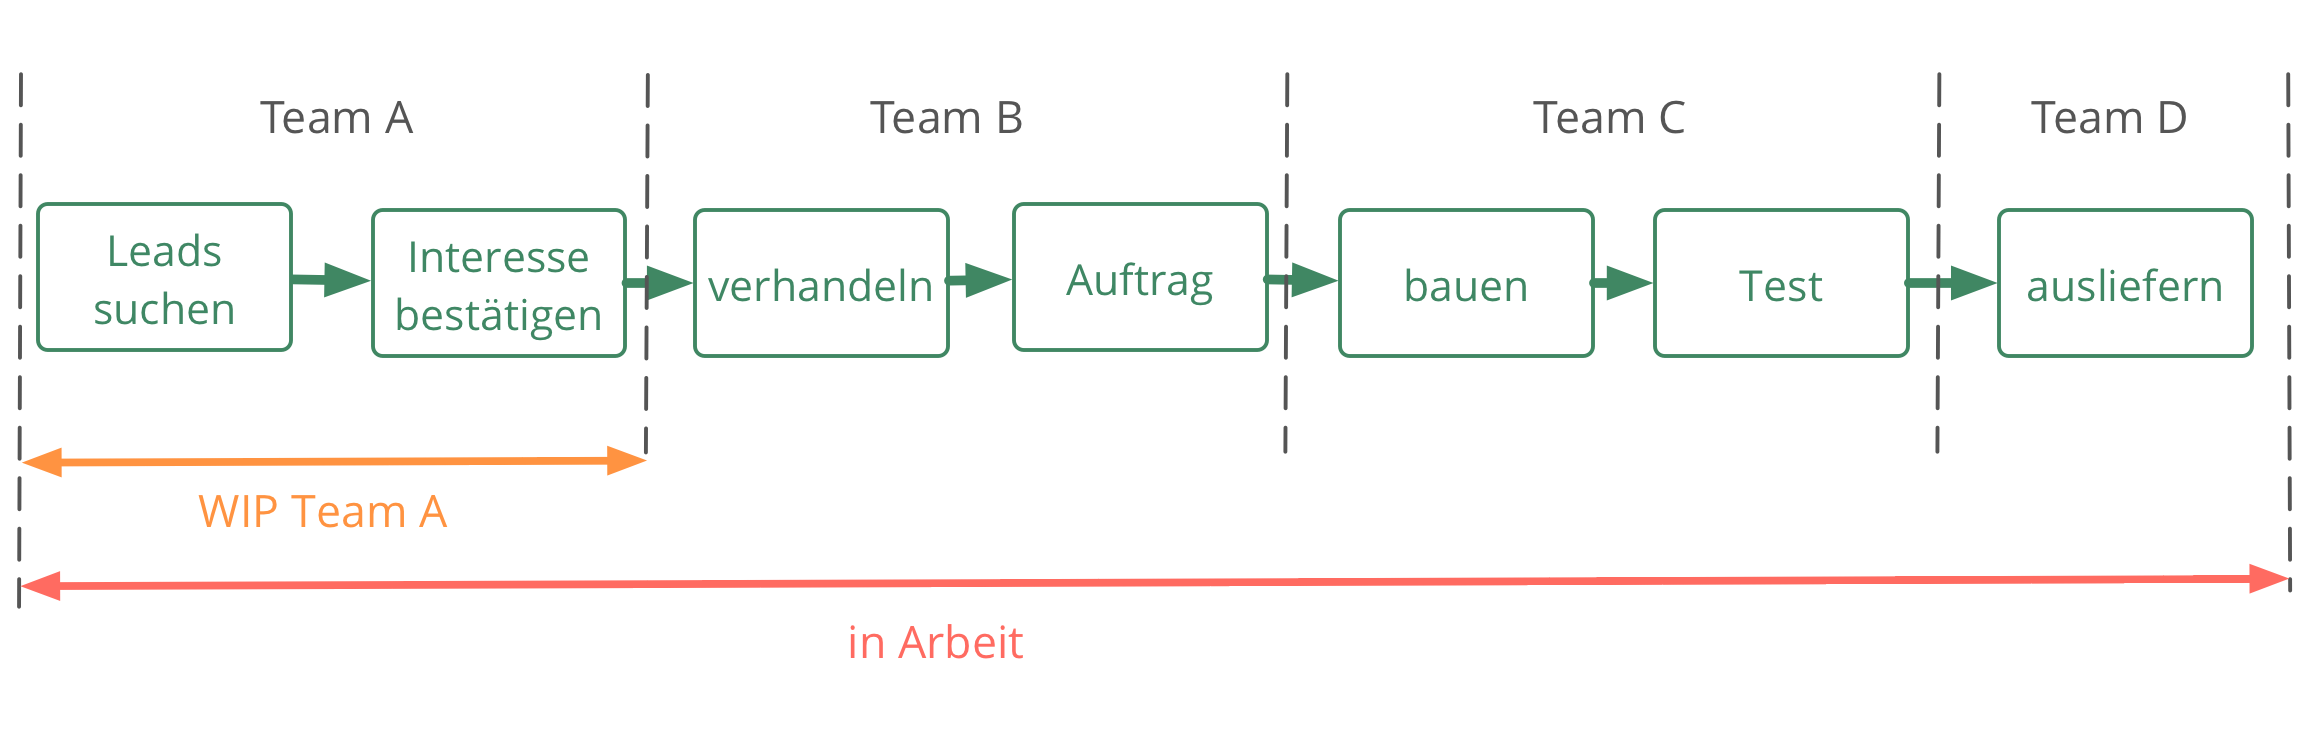 Team A
Team B
Team C
Team D
Leads
suchen
Interesse
bestätigen
verhandeln
Auftrag
bauen
Test
ausliefern
WIP Team A
in Arbeit